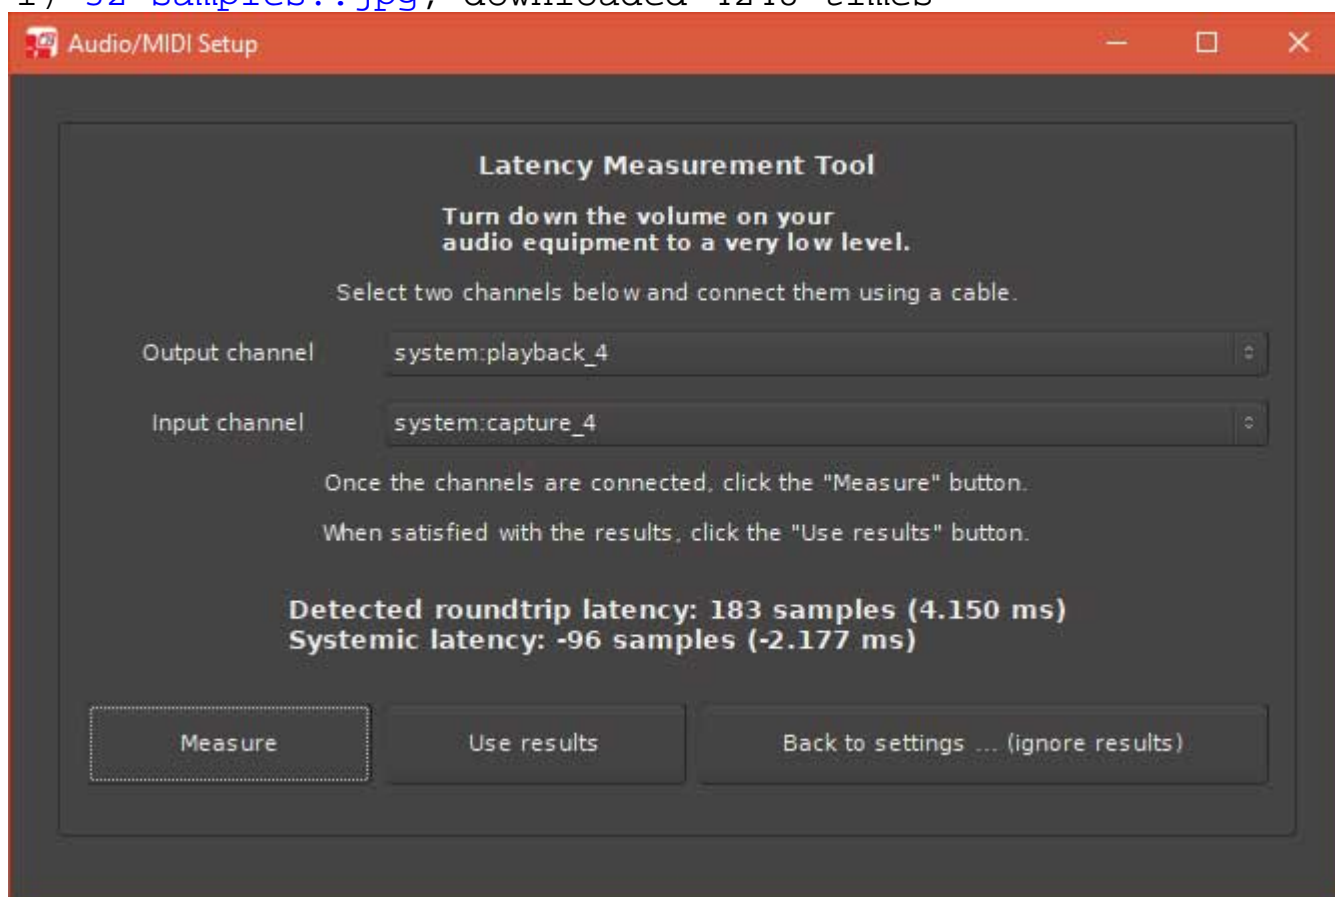 samples..jpg, downloaded times
Audio/MIDI Setup
Latency Measurement Tool
Turn down the volume on your
audio equipment to a very low level.
Select two channels below and connect them using a cable.
Output channel system:playback_4
Input channel system:capture_4
Once the channels are connected, click the "Measure" button.
When satisfied with the results, click the "Use results" button.
Detected roundtrip latency: 183 samples (4.150 ms)
Systemic latency: -96 samples (-2.177 ms)
Measure Use results Back to settings ... (ignore results)